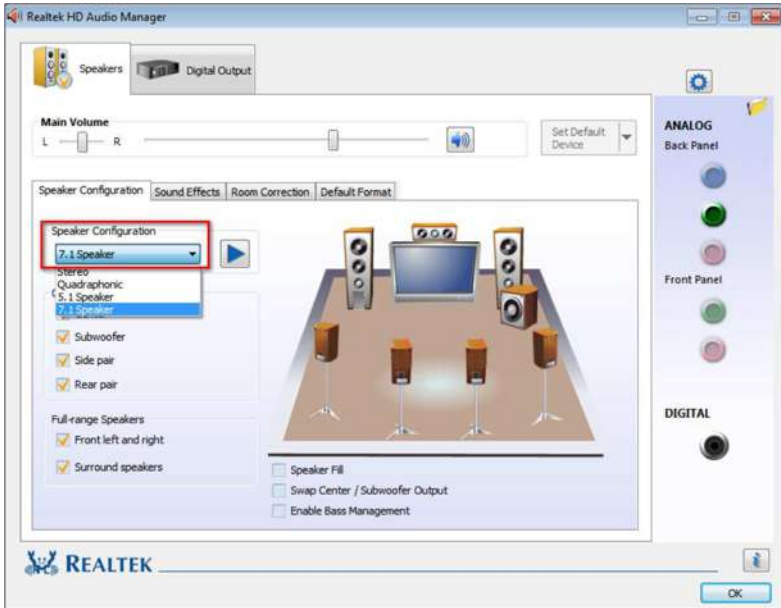 Realtek HD Audio Manager
Speakers
Digital Output
Main Volume
L
R
Set Default
Device
ANALOG
Back Panel
Speaker Configuration
Sound Effects
Room Correction
Default Format
Speaker Configuration
7.1 Speaker
Stereo
Quadraphonic
5.1 Speaker
7.1 Speaker
Subwoofer
Side pair
Rear pair
Front Panel
Full-range Speakers
Front left and right
Surround speakers
DIGITAL
Speaker Fill
Swap Center / Subwoofer Output
Enable Bass Management
REALTEK
i
OK